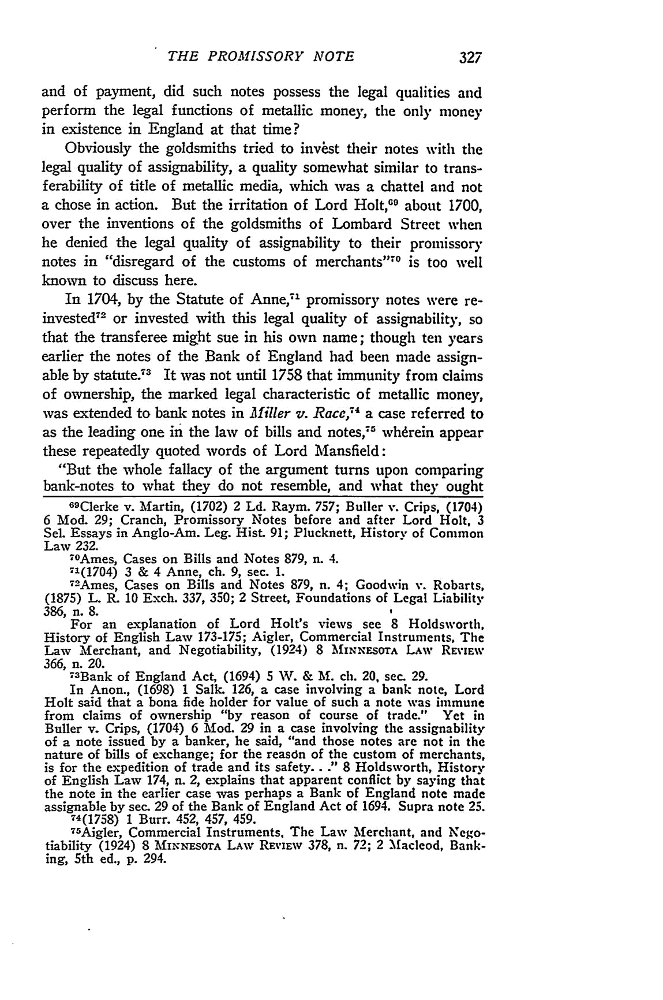 THE PROMISSORY NOTE 327
and of payment, did such notes possess the legal qualities and
perform the legal functions of metallic money, the only money
in existence in England at that time?
Obviously the goldsmiths tried to invest their notes with the
legal quality of assignability, a quality somewhat similar to trans-
ferability of title of metallic media, which was a chattel and not
a chose in action. But the irritation of Lord Holt,⁶⁹ about 1700,
over the inventions of the goldsmiths of Lombard Street when
he denied the legal quality of assignability to their promissory
notes in “disregard of the customs of merchants”⁷⁰ is too well
known to discuss here.
In 1704, by the Statute of Anne,⁷¹ promissory notes were re-
invested⁷² or invested with this legal quality of assignability, so
that the transferee might sue in his own name; though ten years
earlier the notes of the Bank of England had been made assign-
able by statute.⁷³ It was not until 1758 that immunity from claims
of ownership, the marked legal characteristic of metallic money,
was extended to bank notes in Miller v. Race,⁷⁴ a case referred to
as the leading one in the law of bills and notes,⁷⁵ wherein appear
these repeatedly quoted words of Lord Mansfield:
“But the whole fallacy of the argument turns upon comparing
bank-notes to what they do not resemble, and what they ought
⁶⁹Clerke v. Martin, (1702) 2 Ld. Raym. 757; Buller v. Crips, (1704)
6 Mod. 29; Cranch, Promissory Notes before and after Lord Holt, 3
Sel. Essays in Anglo-Am. Leg. Hist. 91; Plucknett, History of Common
Law 232.
⁷⁰Ames, Cases on Bills and Notes 879, n. 4.
⁷¹(1704) 3 & 4 Anne, ch. 9, sec. 1.
⁷²Ames, Cases on Bills and Notes 879, n. 4; Goodwin v. Robarts,
(1875) L. R. 10 Exch. 337, 350; 2 Street, Foundations of Legal Liability
386, n. 8.
For an explanation of Lord Holt's views see 8 Holdsworth,
History of English Law 173-175; Aigler, Commercial Instruments, The
Law Merchant, and Negotiability, (1924) 8 MINNESOTA LAW REVIEW
366, n. 20.
⁷³Bank of England Act, (1694) 5 W. & M. ch. 20, sec. 29.
In Anon., (1698) 1 Salk. 126, a case involving a bank note, Lord
Holt said that a bona fide holder for value of such a note was immune
from claims of ownership “by reason of course of trade.” Yet in
Buller v. Crips, (1704) 6 Mod. 29 in a case involving the assignability
of a note issued by a banker, he said, “and those notes are not in the
nature of bills of exchange; for the reason of the custom of merchants,
is for the expedition of trade and its safety. . .” 8 Holdsworth, History
of English Law 174, n. 2, explains that apparent conflict by saying that
the note in the earlier case was perhaps a Bank of England note made
assignable by sec. 29 of the Bank of England Act of 1694. Supra note 25.
⁷⁴(1758) 1 Burr. 452, 457, 459.
⁷⁵Aigler, Commercial Instruments, The Law Merchant, and Nego-
tiability (1924) 8 MINNESOTA LAW REVIEW 378, n. 72; 2 Macleod, Bank-
ing, 5th ed., p. 294.